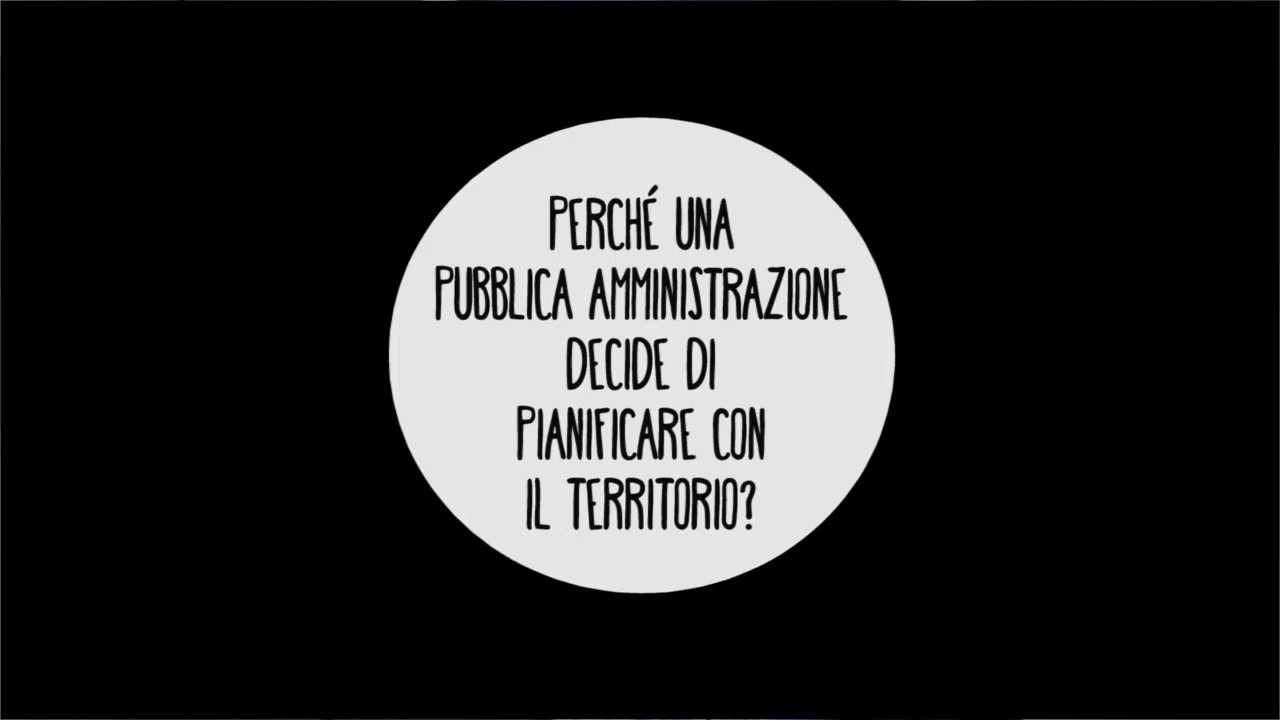 PERCHÉ UNA
PUBBLICA AMMINISTRAZIONE
DECIDE DI
PIANIFICARE CON
IL TERRITORIO?